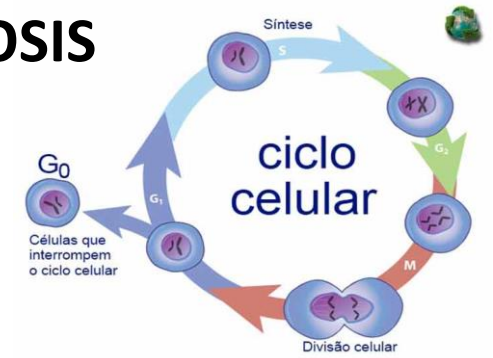 OSIS
Síntese
S
G₂
ciclo
celular
G₀
G₁
Células que
interrompem
o ciclo celular
M
Divisão celular